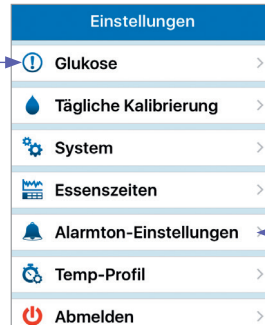 Einstellungen
Glukose
Tägliche Kalibrierung
System
Essenszeiten
Alarmton-Einstellungen
Temp-Profil
Abmelden